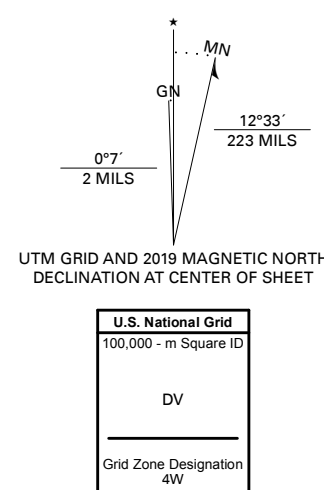 ★
MN
GN
12°33´
223 MILS
0°7´
2 MILS
UTM GRID AND 2019 MAGNETIC NORTH
DECLINATION AT CENTER OF SHEET
U.S. National Grid
100,000 - m Square ID
DV
Grid Zone Designation
4W